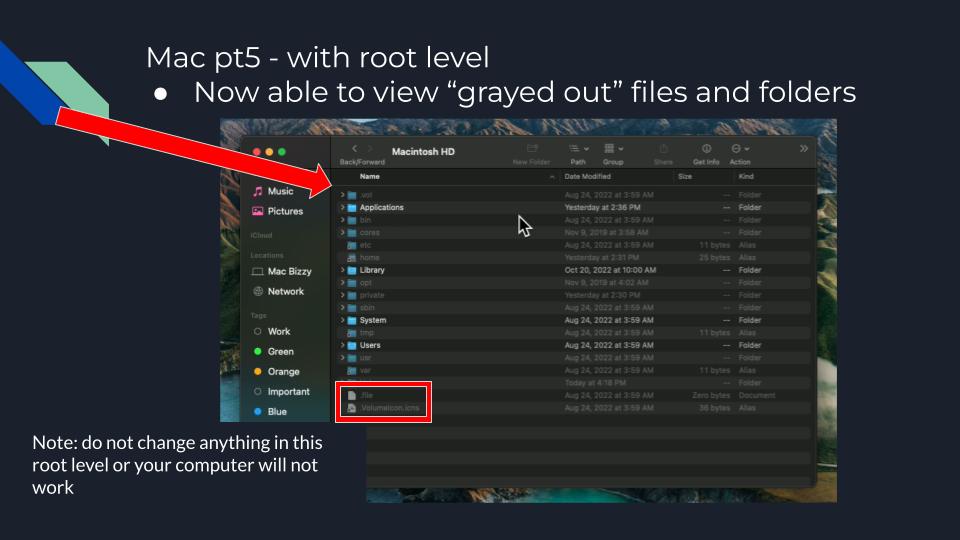 Mac pt5 - with root level
● Now able to view “grayed out” files and folders
Macintosh HD
Back/Forward New Folder Path Group Share Get Info Action
Name Date Modified Size Kind
Music
Pictures
iCloud
Locations
Mac Bizzy
Network
Tags
Work
Green
Orange
Important
Blue
.vol Aug 24, 2022 at 3:59 AM -- Folder
Applications Yesterday at 2:36 PM -- Folder
bin Aug 24, 2022 at 3:59 AM -- Folder
cores Nov 9, 2019 at 3:58 AM -- Folder
etc Aug 24, 2022 at 3:59 AM 11 bytes Alias
home Yesterday at 2:31 PM 25 bytes Alias
Library Oct 20, 2022 at 10:00 AM -- Folder
opt Nov 9, 2019 at 4:02 AM -- Folder
private Yesterday at 2:30 PM -- Folder
sbin Aug 24, 2022 at 3:59 AM -- Folder
System Aug 24, 2022 at 3:59 AM -- Folder
tmp Aug 24, 2022 at 3:59 AM 11 bytes Alias
Users Aug 24, 2022 at 3:59 AM -- Folder
usr Aug 24, 2022 at 3:59 AM -- Folder
var Aug 24, 2022 at 3:59 AM 11 bytes Alias
Today at 4:18 PM -- Folder
.file Aug 24, 2022 at 3:59 AM Zero bytes Document
.VolumeIcon.icns Aug 24, 2022 at 3:59 AM 36 bytes Alias
Note: do not change anything in this
root level or your computer will not
work